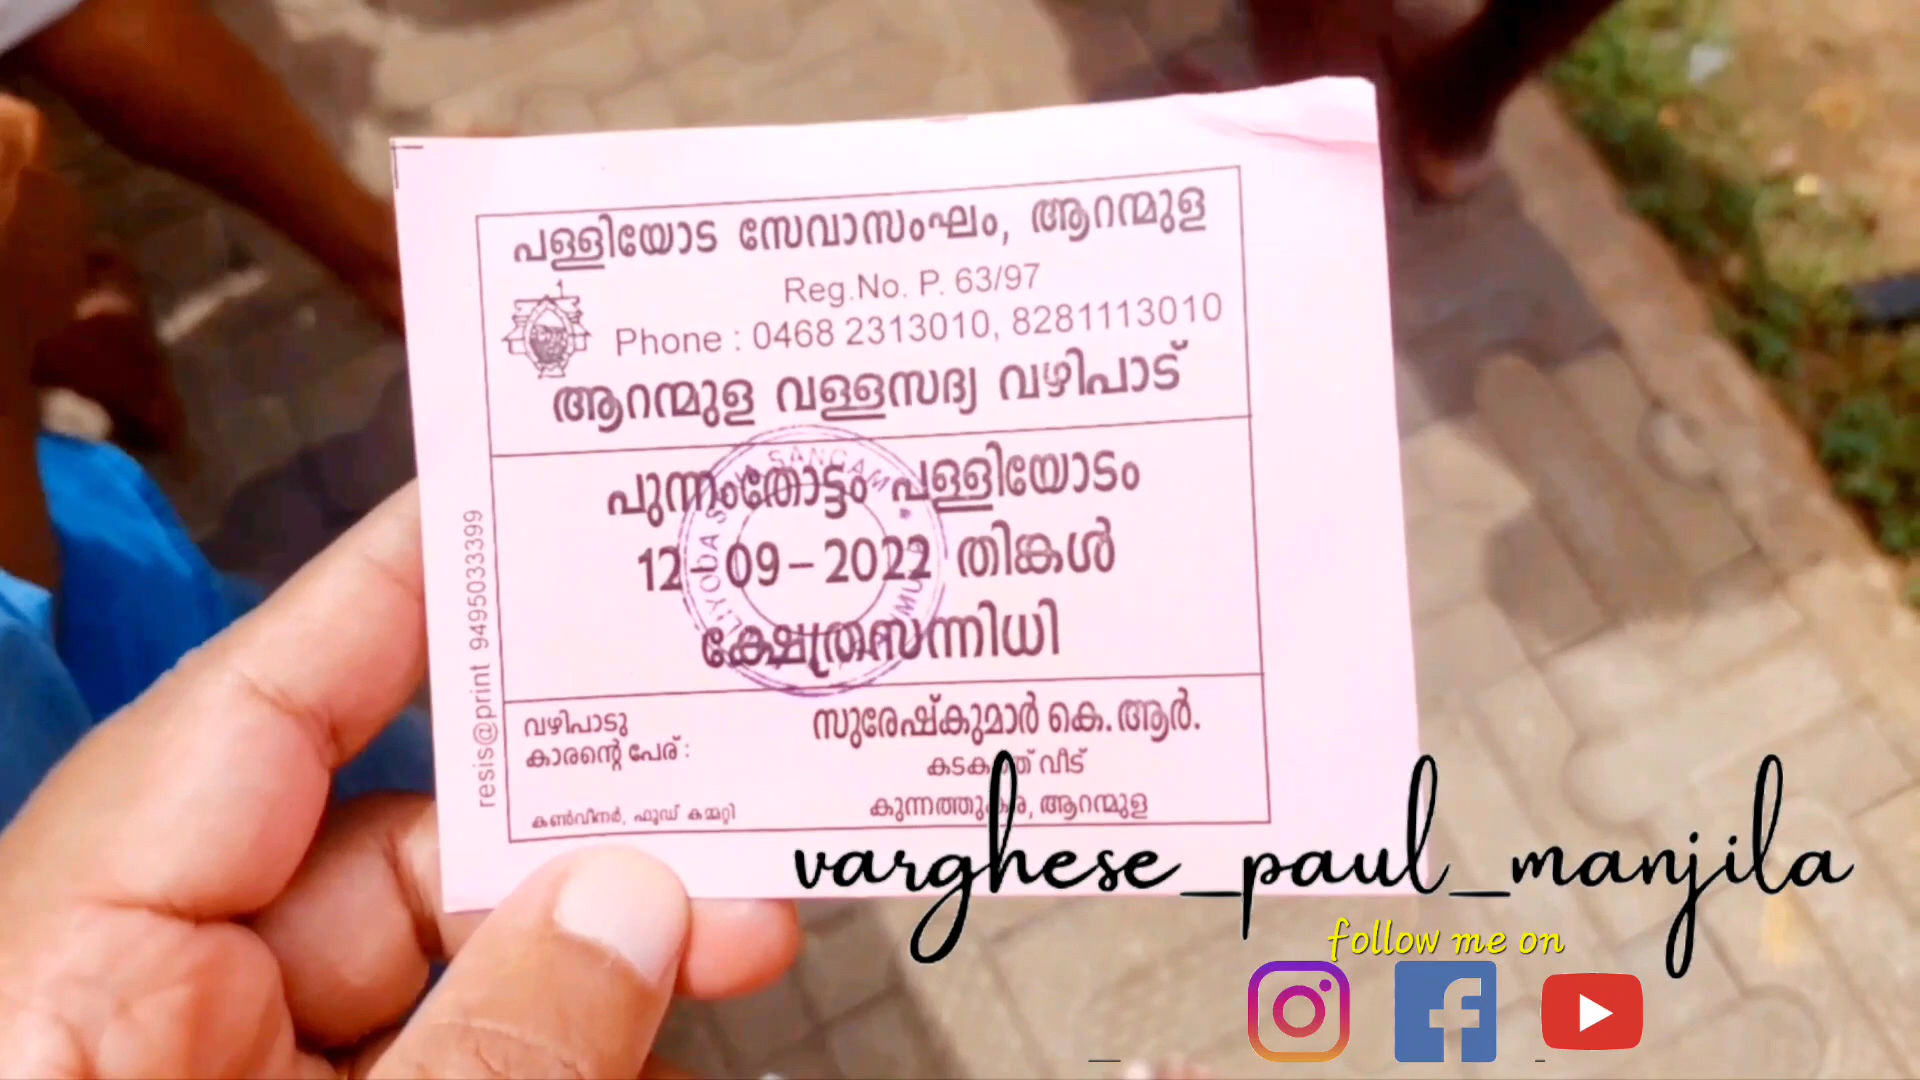 പള്ളിയോട സേവാസംഘം, ആറന്മുള
Reg.No. P. 63/97
Phone : 0468 2313010, 8281113010
ആറന്മുള വള്ളസദ്യ വഴിപാട്
പുന്നംതോട്ടം പള്ളിയോടം
12-09-2022 തിങ്കൾ
ക്ഷേത്രസന്നിധി
വഴിപാടു
കാരന്റെ പേര് :
സുരേഷ്കുമാർ കെ.ആർ.
വീട്
ആറന്മുള
കൺവീനർ, ഫുഡ് കമ്മറ്റി
resis@print 9495033399
SANGAM
varghese_paul_manjila
follow me on